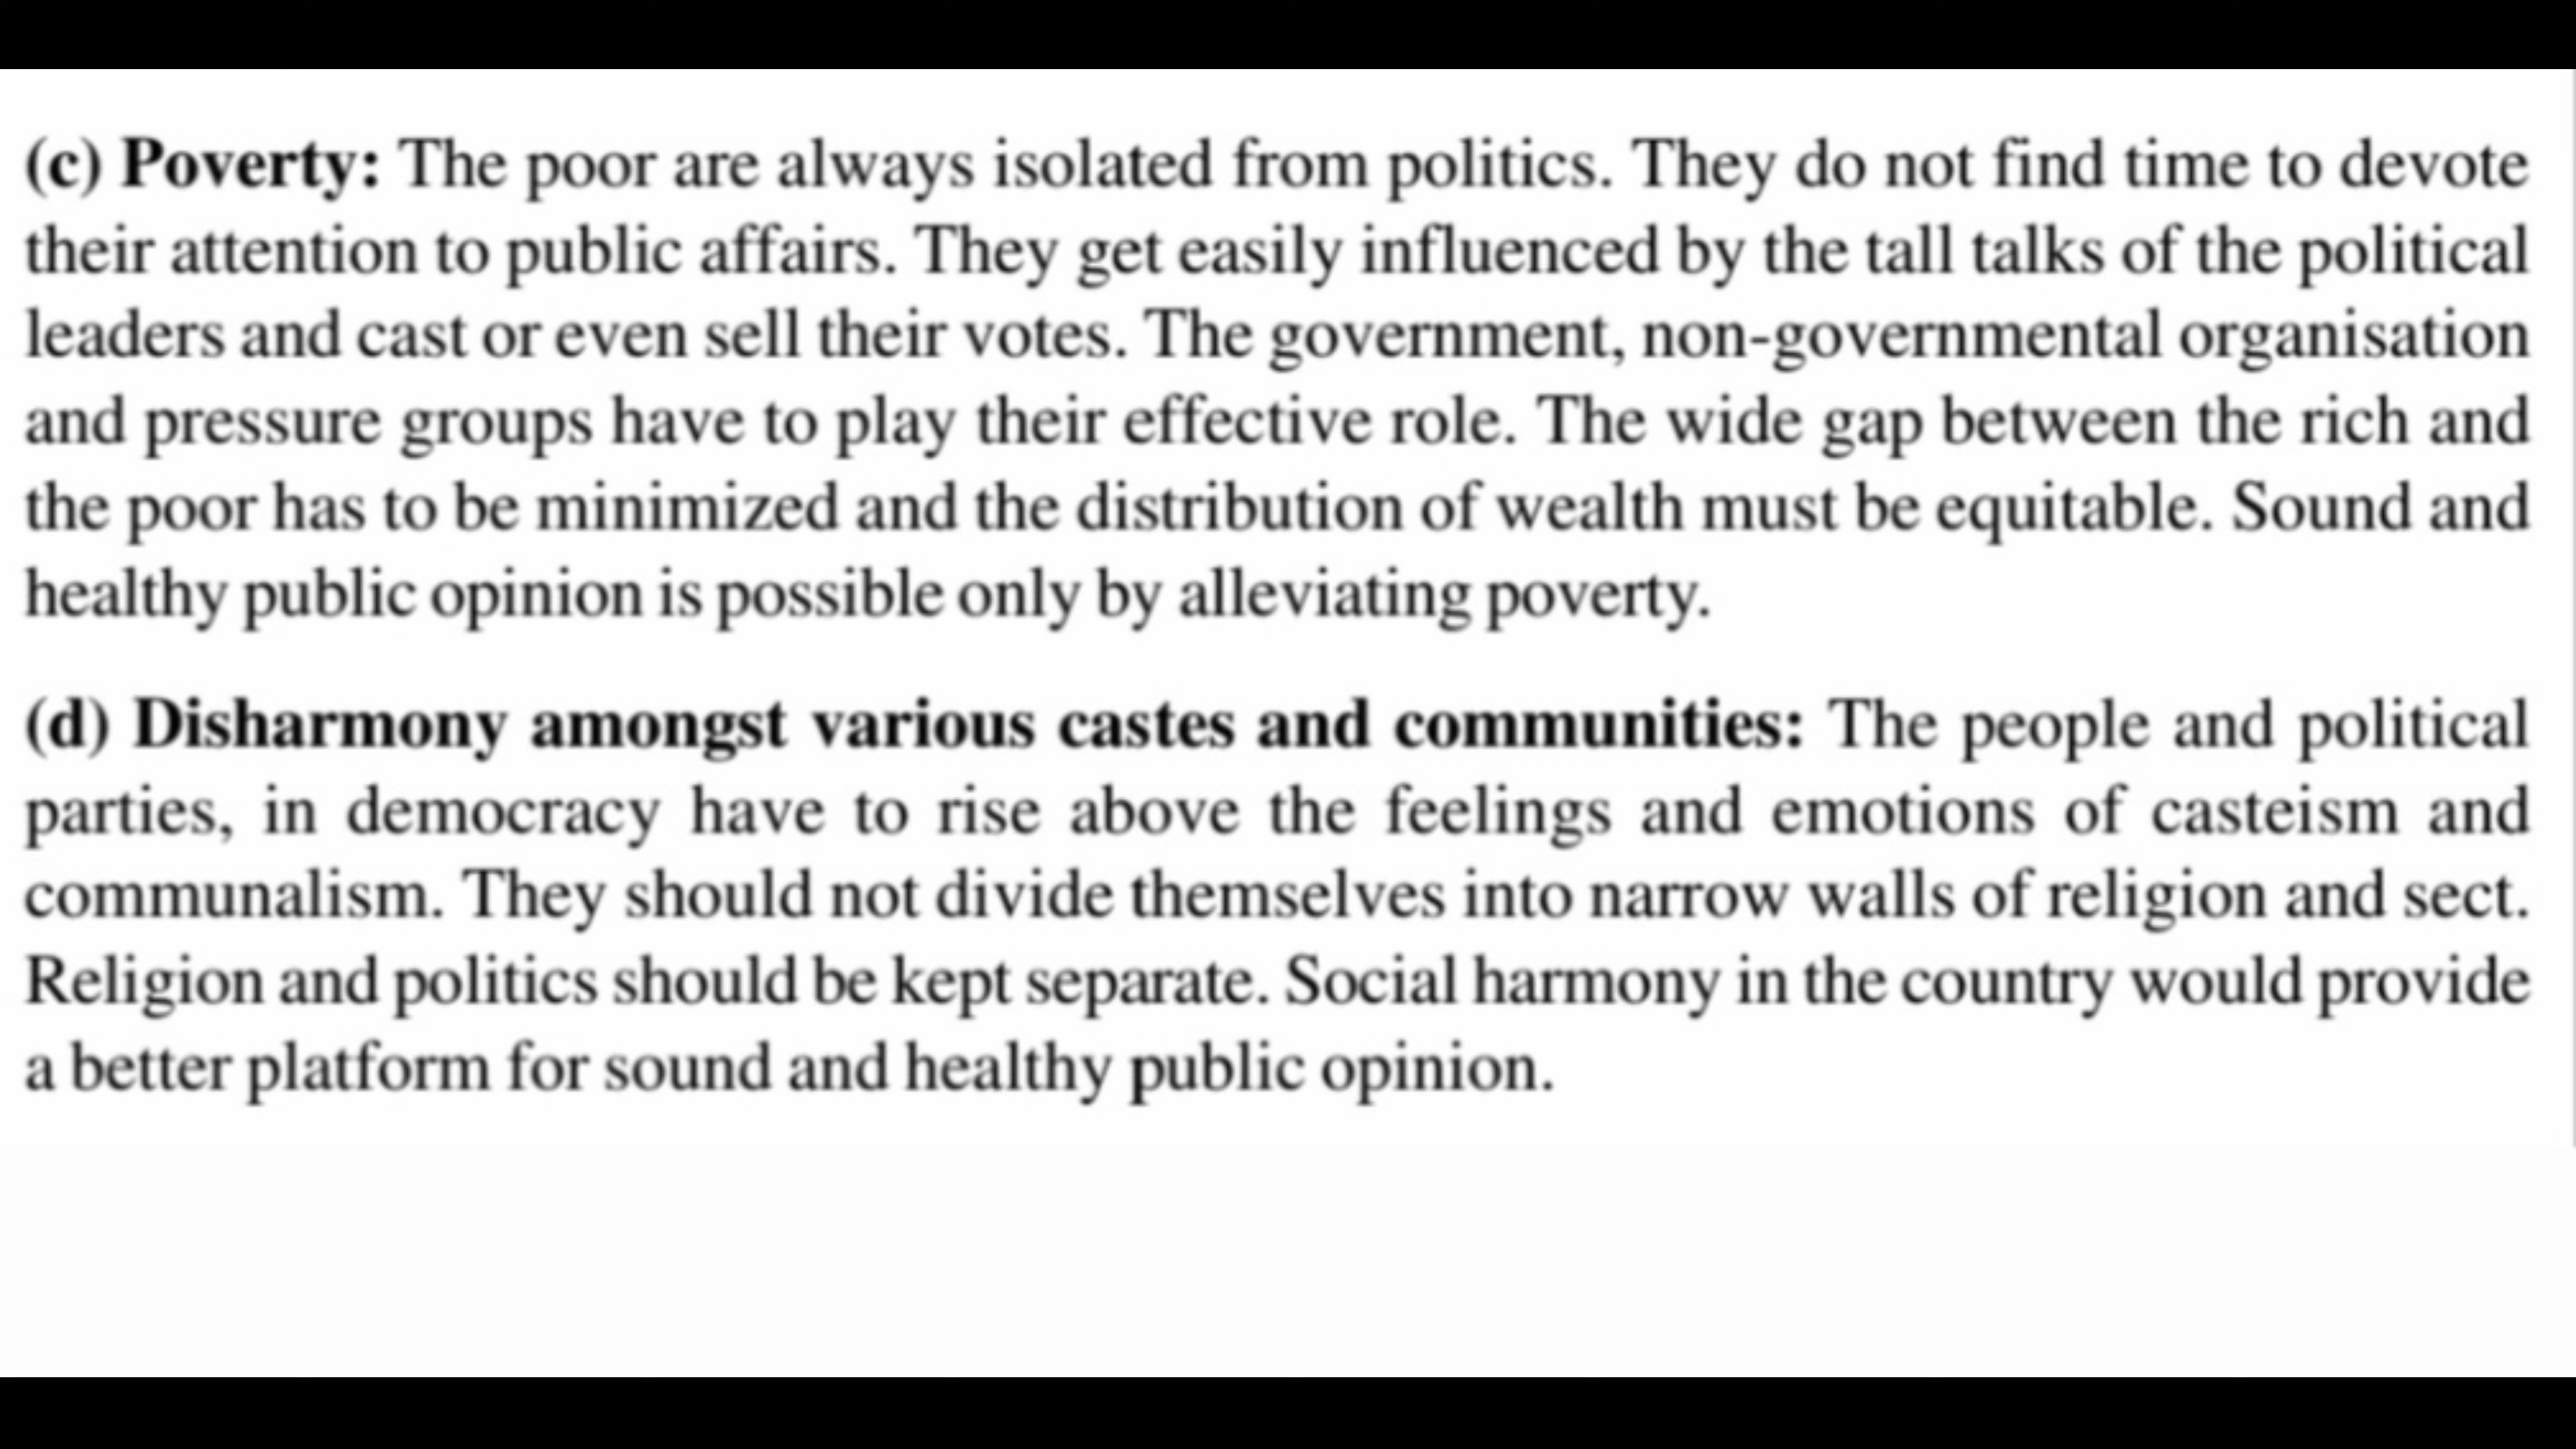 (c) Poverty: The poor are always isolated from politics. They do not find time to devote
their attention to public affairs. They get easily influenced by the tall talks of the political
leaders and cast or even sell their votes. The government, non-governmental organisation
and pressure groups have to play their effective role. The wide gap between the rich and
the poor has to be minimized and the distribution of wealth must be equitable. Sound and
healthy public opinion is possible only by alleviating poverty.
(d) Disharmony amongst various castes and communities: The people and political
parties, in democracy have to rise above the feelings and emotions of casteism and
communalism. They should not divide themselves into narrow walls of religion and sect.
Religion and politics should be kept separate. Social harmony in the country would provide
a better platform for sound and healthy public opinion.